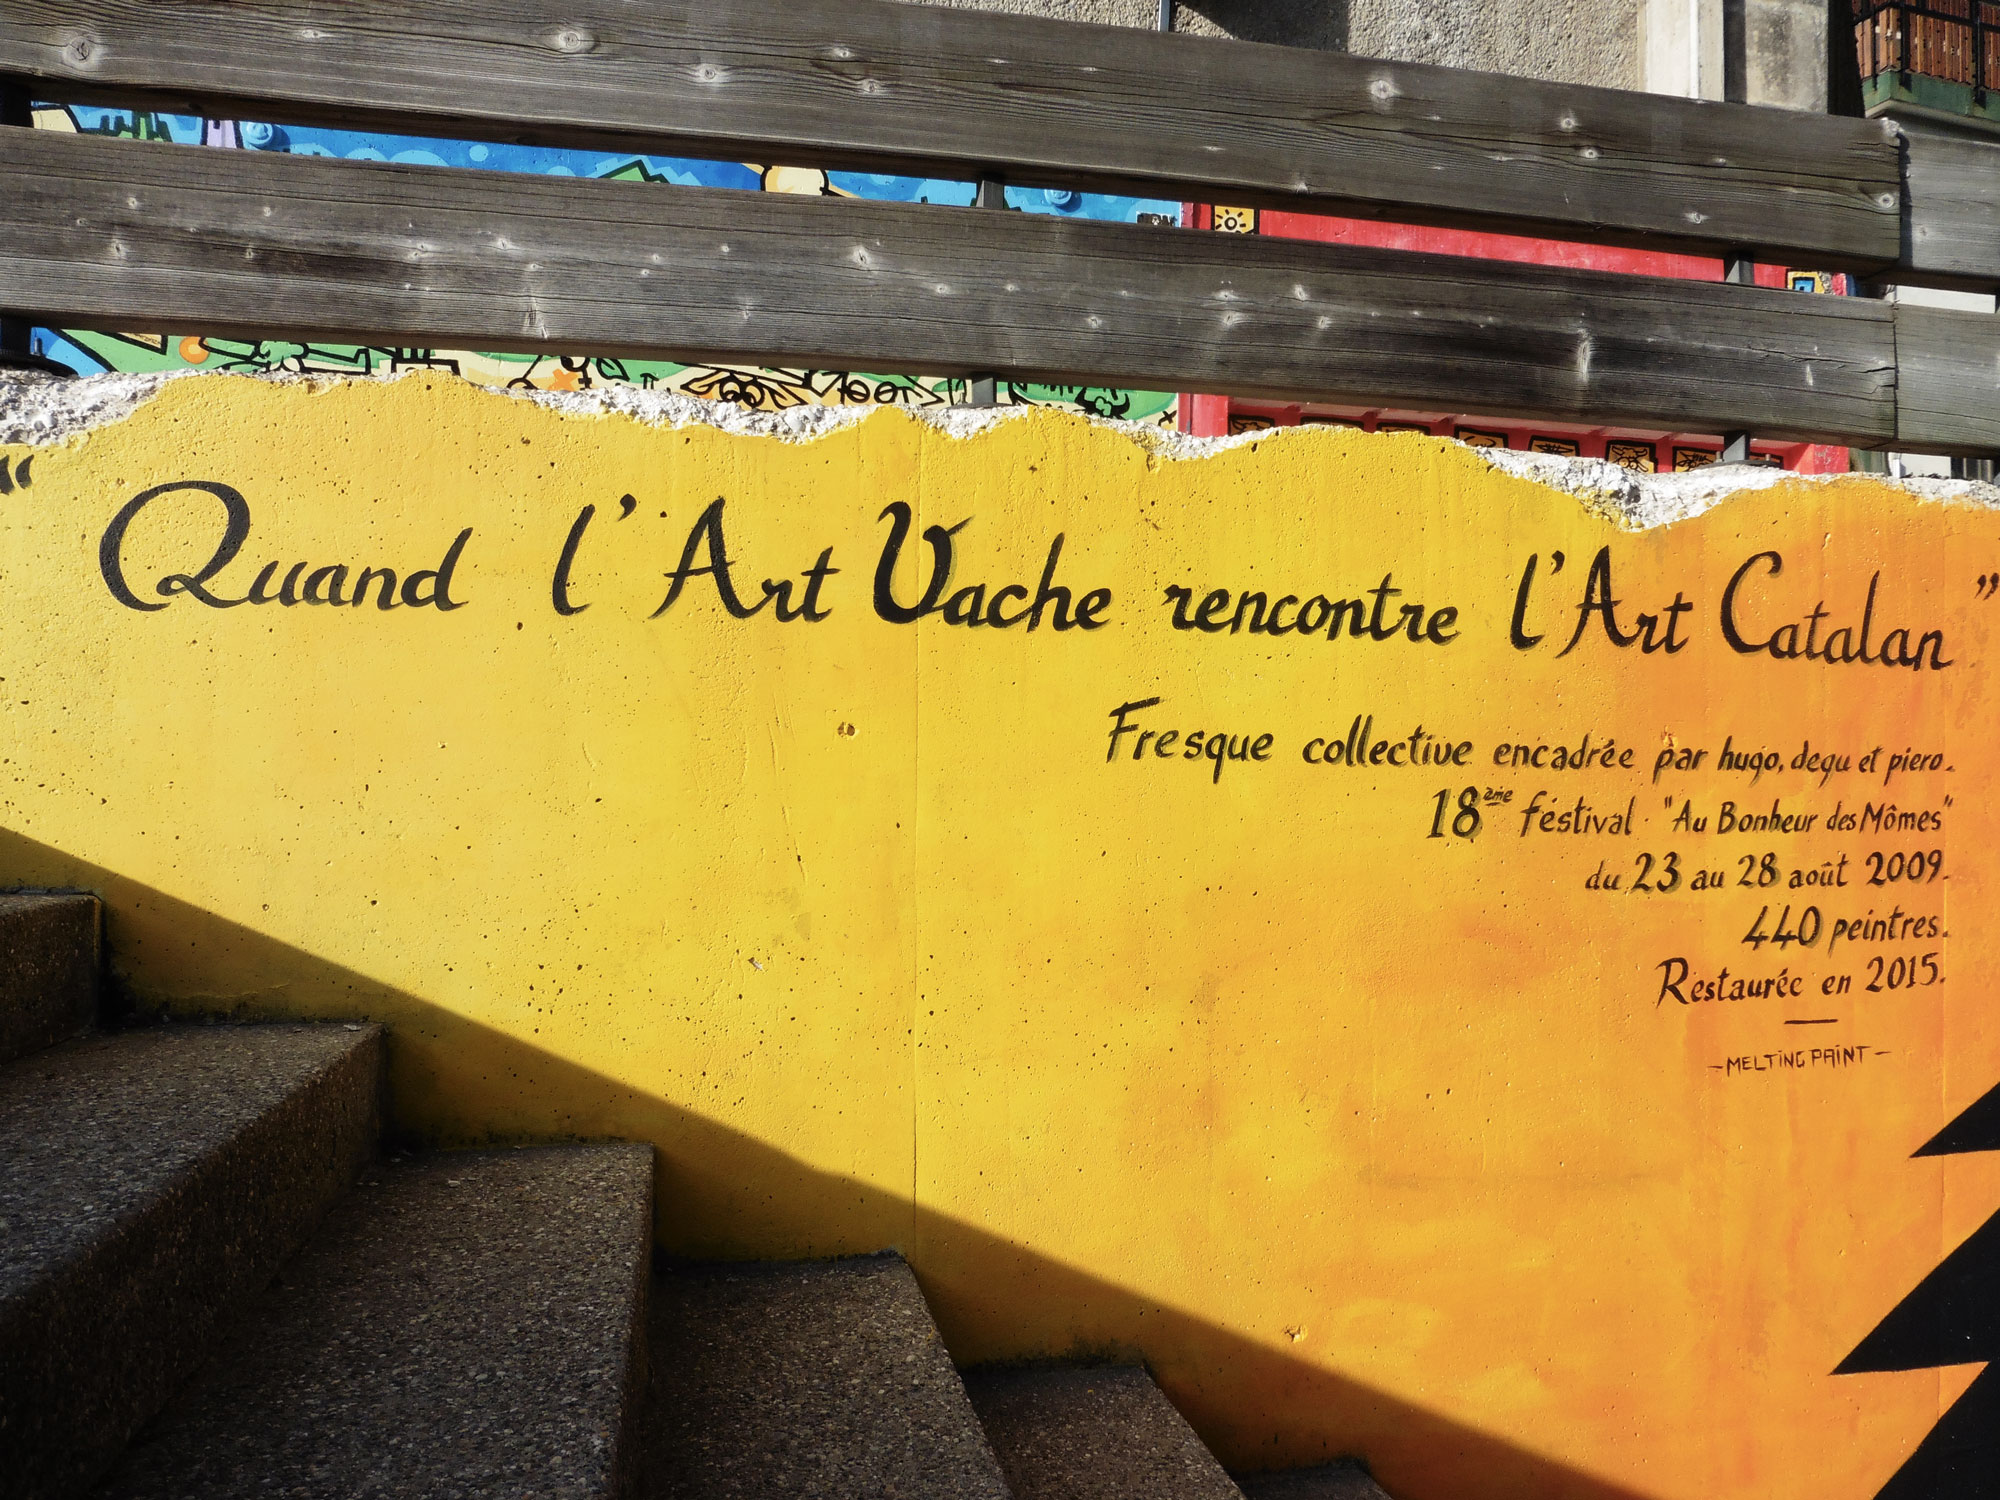 "Quand l'Art Vache rencontre l'Art Catalan"
Fresque collective encadrée par hugo, degu et piero.
18ème féstival "Au Bonheur des Mômes"
du 23 au 28 août 2009.
440 peintres.
Restaurée en 2015.
- MELTING PAINT -